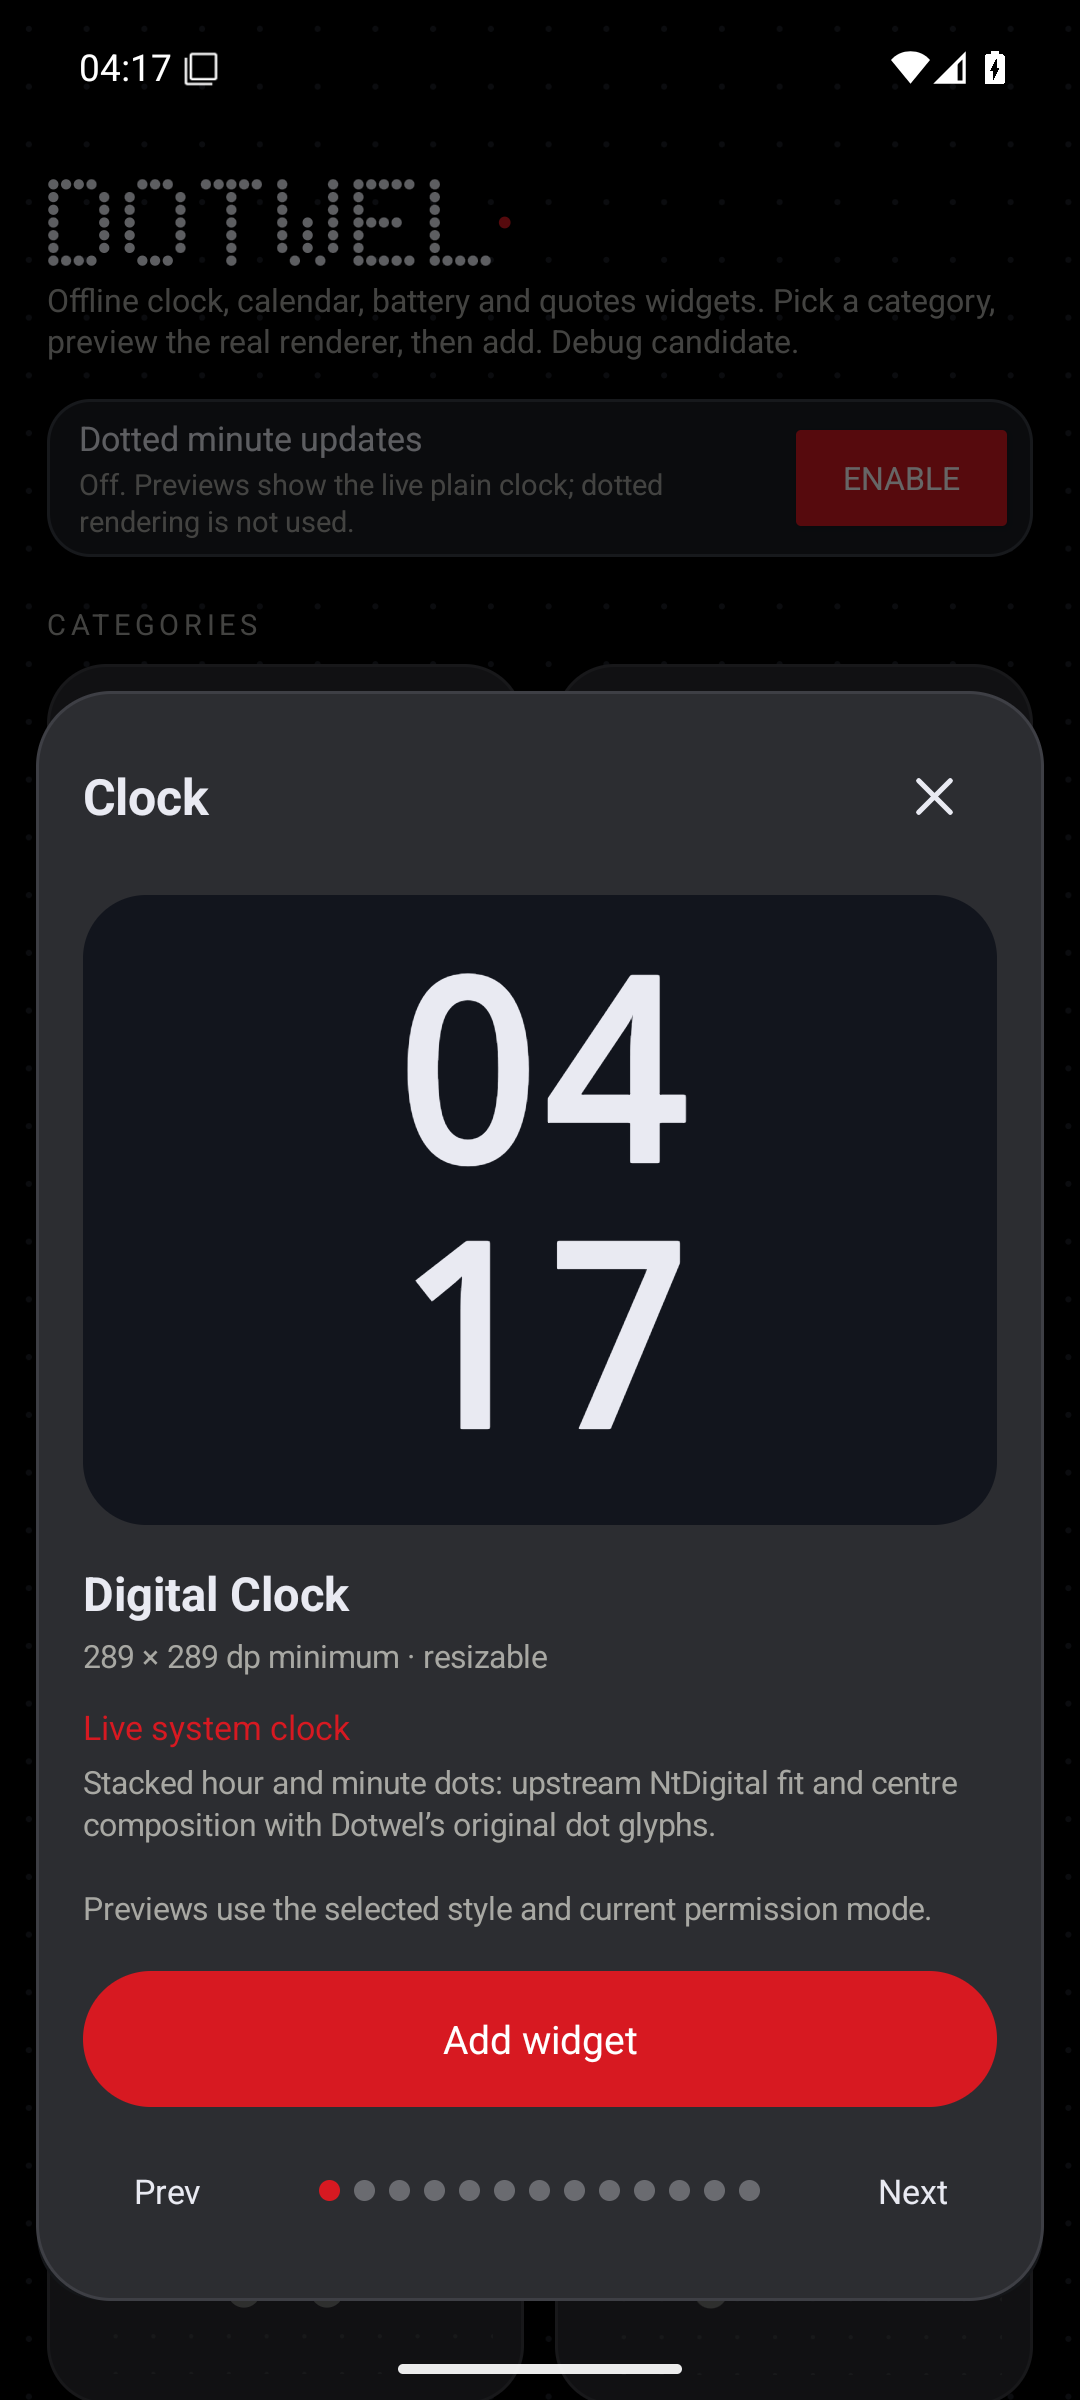 04:17
DOTWEL
Offline clock, calendar, battery and quotes widgets. Pick a category,
preview the real renderer, then add. Debug candidate.
Dotted minute updates
Off. Previews show the live plain clock; dotted
rendering is not used.
ENABLE
CATEGORIES
Clock
04
17
Digital Clock
289 × 289 dp minimum · resizable
Live system clock
Stacked hour and minute dots: upstream NtDigital fit and centre
composition with Dotwel’s original dot glyphs.
Previews use the selected style and current permission mode.
Add widget
Prev
Next